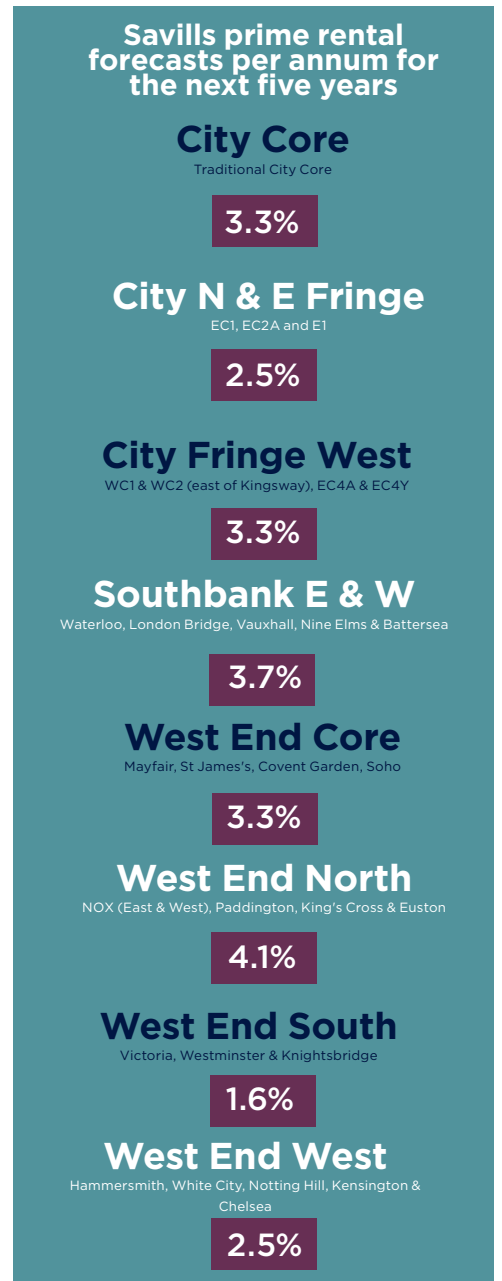 Savills prime rental
forecasts per annum for
the next five years
City Core
Traditional City Core
3.3%
City N & E Fringe
EC1, EC2A and E1
2.5%
City Fringe West
WC1 & WC2 (east of Kingsway), EC4A & EC4Y
3.3%
Southbank E & W
Waterloo, London Bridge, Vauxhall, Nine Elms & Battersea
3.7%
West End Core
Mayfair, St James's, Covent Garden, Soho
3.3%
West End North
NOX (East & West), Paddington, King's Cross & Euston
4.1%
West End South
Victoria, Westminster & Knightsbridge
1.6%
West End West
Hammersmith, White City, Notting Hill, Kensington &
Chelsea
2.5%